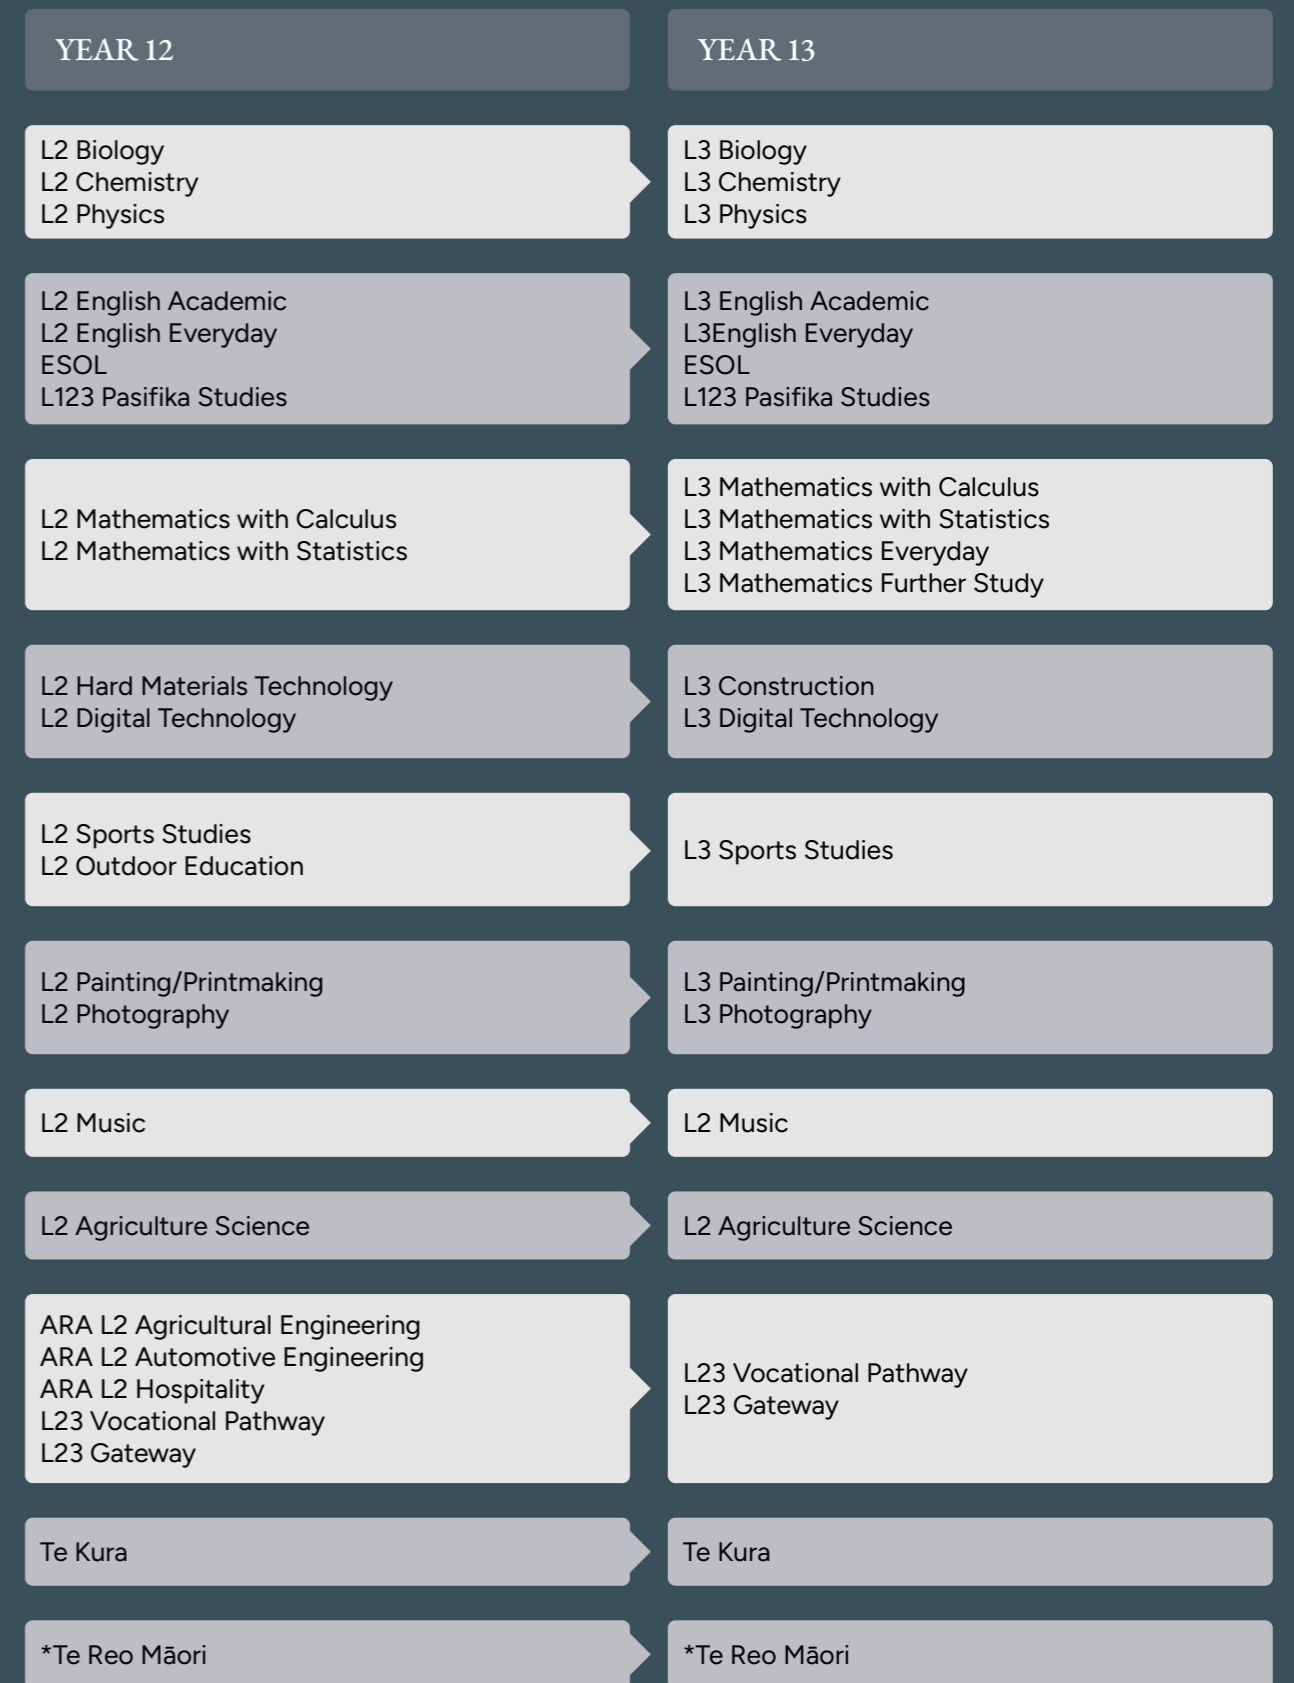 YEAR 12
YEAR 13
L2 Biology
L2 Chemistry
L2 Physics
L3 Biology
L3 Chemistry
L3 Physics
L2 English Academic
L2 English Everyday
ESOL
L123 Pasifika Studies
L3 English Academic
L3English Everyday
ESOL
L123 Pasifika Studies
L2 Mathematics with Calculus
L2 Mathematics with Statistics
L3 Mathematics with Calculus
L3 Mathematics with Statistics
L3 Mathematics Everyday
L3 Mathematics Further Study
L2 Hard Materials Technology
L2 Digital Technology
L3 Construction
L3 Digital Technology
L2 Sports Studies
L2 Outdoor Education
L3 Sports Studies
L2 Painting/Printmaking
L2 Photography
L3 Painting/Printmaking
L3 Photography
L2 Music
L2 Music
L2 Agriculture Science
L2 Agriculture Science
ARA L2 Agricultural Engineering
ARA L2 Automotive Engineering
ARA L2 Hospitality
L23 Vocational Pathway
L23 Gateway
L23 Vocational Pathway
L23 Gateway
Te Kura
Te Kura
*Te Reo Māori
*Te Reo Māori